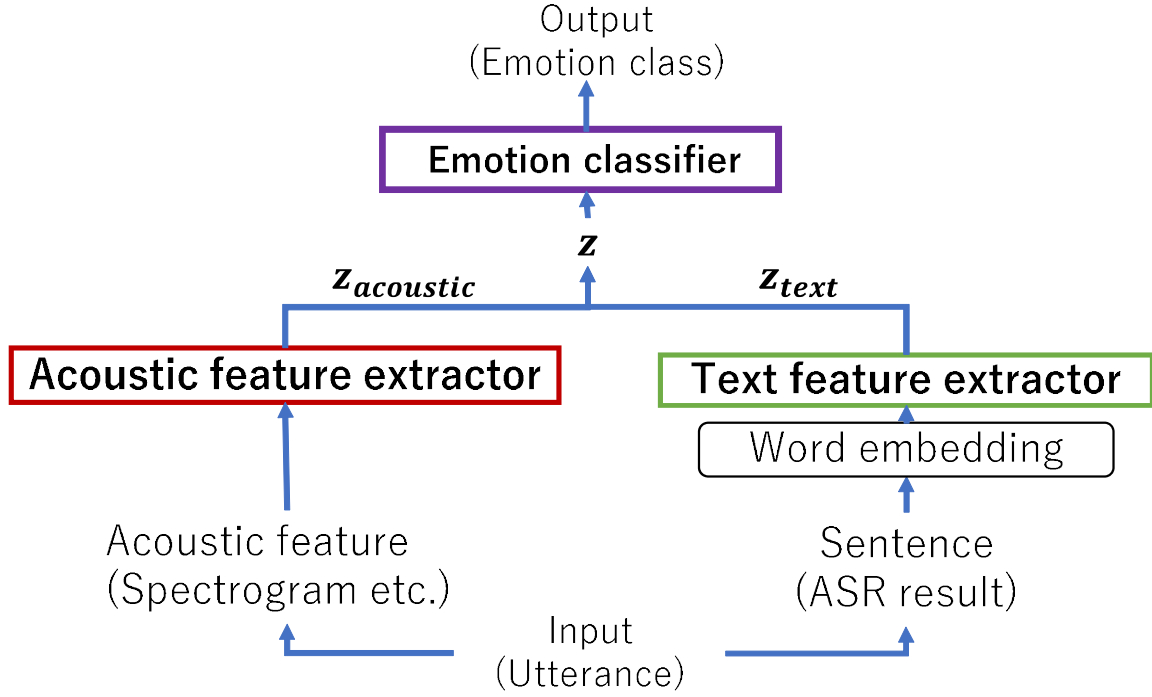 Output
(Emotion class)
Emotion classifier
z
z_acoustic
z_text
Acoustic feature extractor
Text feature extractor
Word embedding
Acoustic feature
(Spectrogram etc.)
Sentence
(ASR result)
Input
(Utterance)